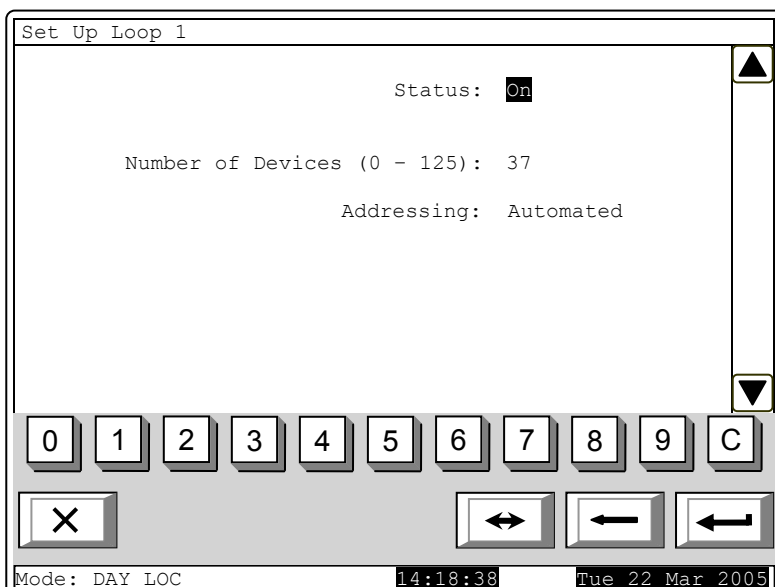 Set Up Loop 1
Status: On
Number of Devices (0 – 125): 37
Addressing: Automated
0 1 2 3 4 5 6 7 8 9 C
Mode: DAY LOC 14:18:38 Tue 22 Mar 2005